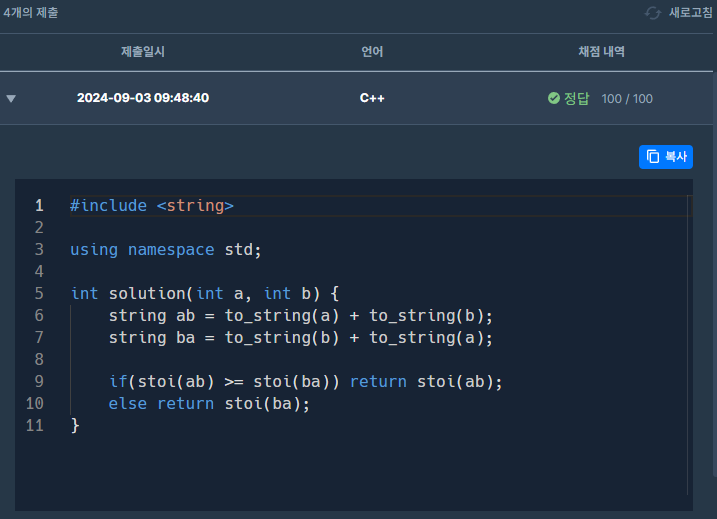 4개의 제출 새로고침
제출일시 언어 채점 내역
2024-09-03 09:48:40 C++ 정답 100 / 100
복사
1 #include <string>
2
3 using namespace std;
4
5 int solution(int a, int b) {
6 string ab = to_string(a) + to_string(b);
7 string ba = to_string(b) + to_string(a);
8
9 if(stoi(ab) >= stoi(ba)) return stoi(ab);
10 else return stoi(ba);
11 }